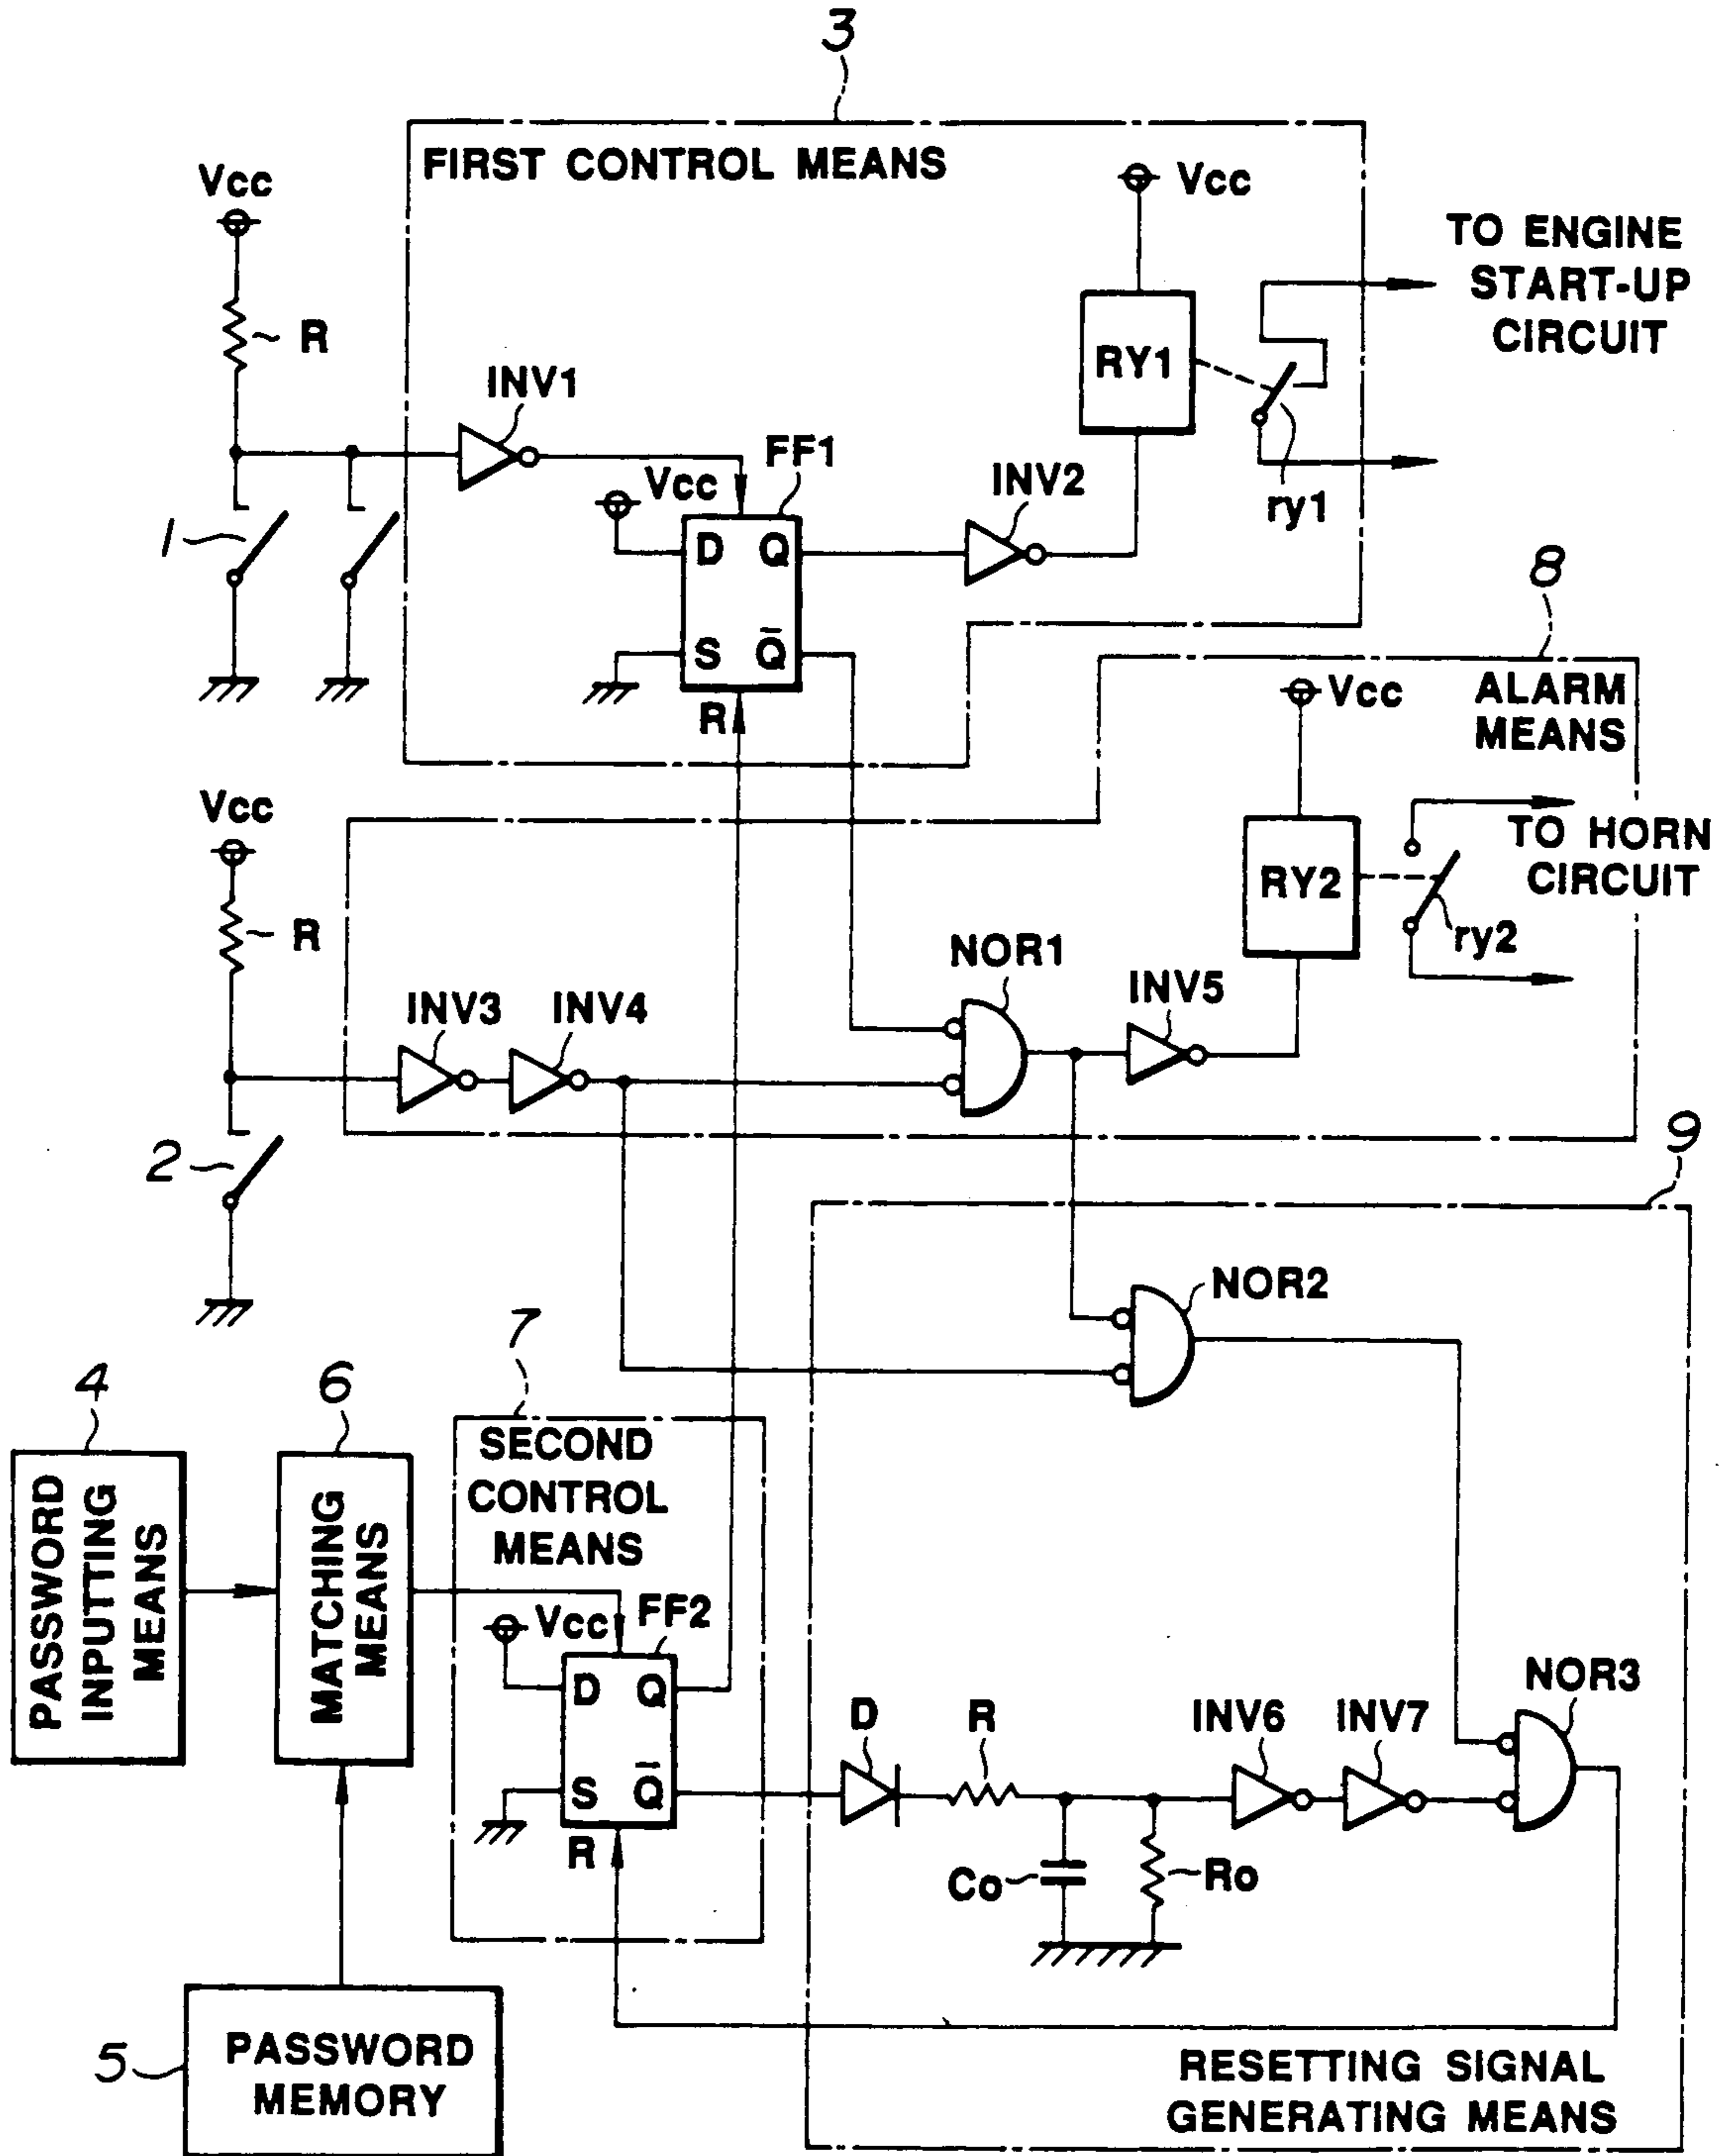 3
FIRST CONTROL MEANS
Vcc
Vcc
TO ENGINE
START-UP
CIRCUIT
R
RY1
INV1
FF1
Vcc
INV2
ry1
1
D Q
8
S Q̄
R
Vcc
ALARM
MEANS
Vcc
TO HORN
CIRCUIT
RY2
R
ry2
NOR1
INV5
INV3
INV4
2
9
NOR2
7
4
6
SECOND
CONTROL
MEANS
PASSWORD
INPUTTING
MEANS
MATCHING
MEANS
Vcc
FF2
D Q
NOR3
D
R
INV6
INV7
S Q̄
R
Co
Ro
5
PASSWORD
MEMORY
RESETTING SIGNAL
GENERATING MEANS